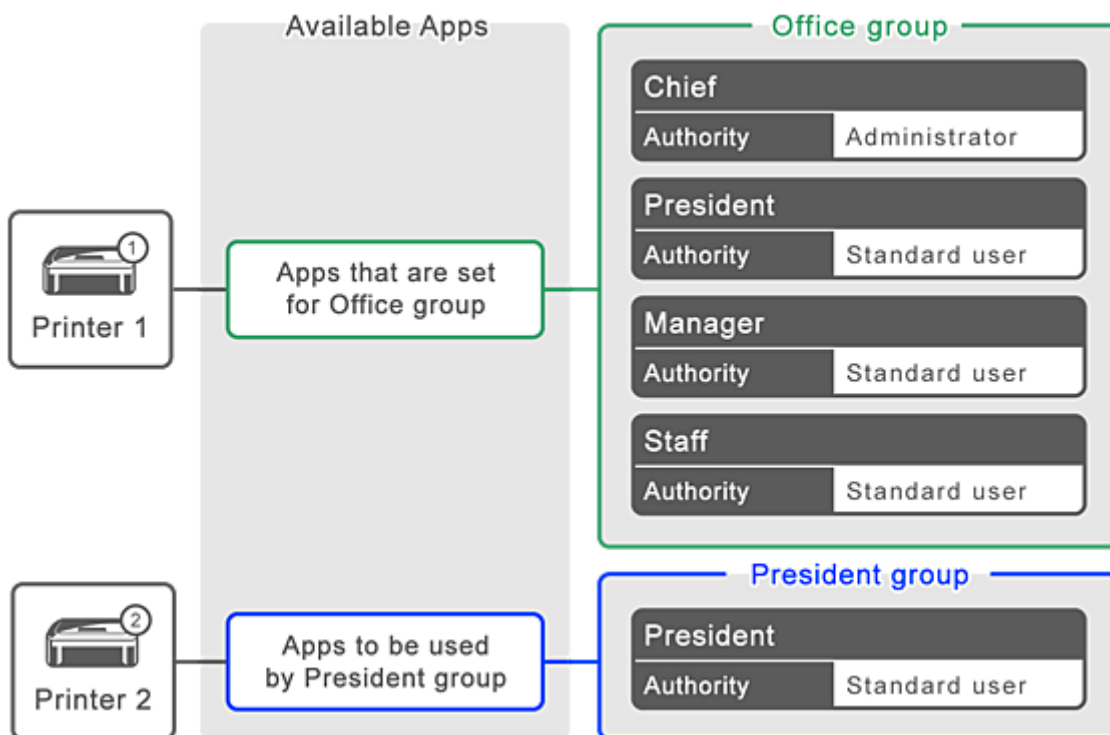 Available Apps
Office group
Chief
Authority
Administrator
President
Authority
Standard user
1
Printer 1
Apps that are set
for Office group
Manager
Authority
Standard user
Staff
Authority
Standard user
President group
2
Printer 2
Apps to be used
by President group
President
Authority
Standard user